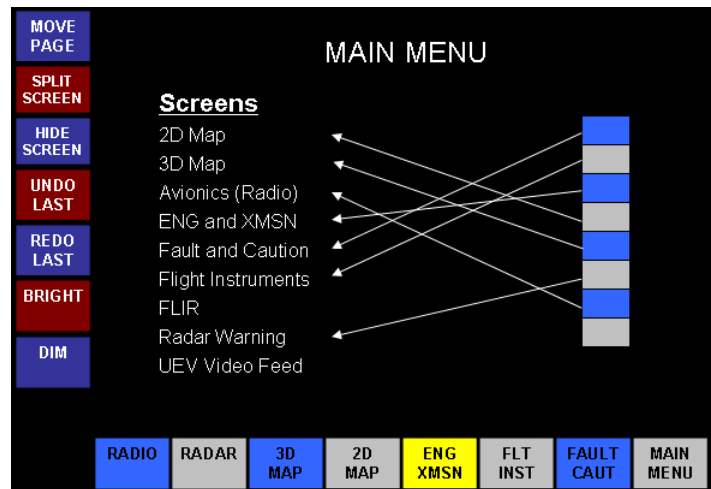 MOVE
PAGE
SPLIT
SCREEN
HIDE
SCREEN
UNDO
LAST
REDO
LAST
BRIGHT
DIM
MAIN MENU
Screens
2D Map
3D Map
Avionics (Radio)
ENG and XMSN
Fault and Caution
Flight Instruments
FLIR
Radar Warning
UEV Video Feed
RADIO
RADAR
3D
MAP
2D
MAP
ENG
XMSN
FLT
INST
FAULT
CAUT
MAIN
MENU